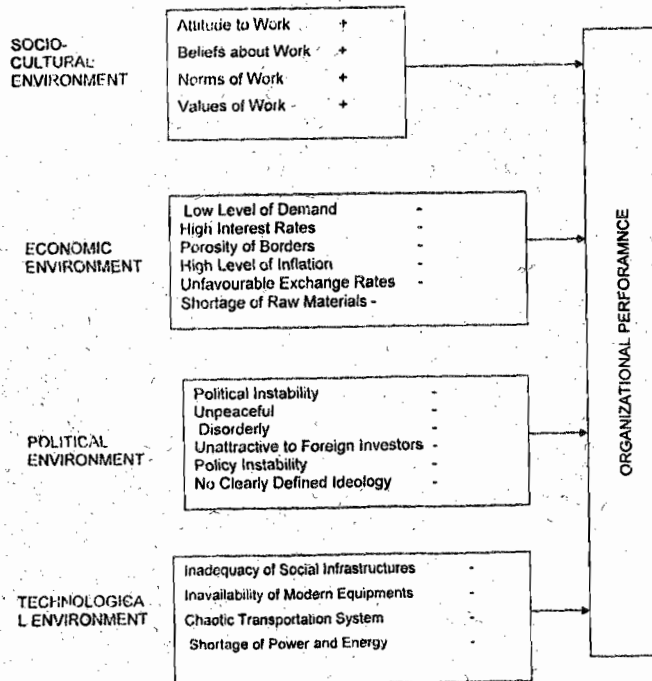 SOCIO-
CULTURAL
ENVIRONMENT
Attitude to Work +
Beliefs about Work +
Norms of Work +
Values of Work - +
ECONOMIC
ENVIRONMENT
Low Level of Demand -
High Interest Rates -
Porosity of Borders -
High Level of Inflation -
Unfavourable Exchange Rates -
Shortage of Raw Materials -
POLITICAL
ENVIRONMENT
Political Instability -
Unpeaceful -
Disorderly -
Unattractive to Foreign Investors -
Policy Instability -
No Clearly Defined Ideology -
TECHNOLOGICA
L ENVIRONMENT
Inadequacy of Social Infrastructures -
Inavailability of Modern Equipments -
Chaotic Transportation System -
Shortage of Power and Energy -
ORGANIZATIONAL PERFORAMNCE